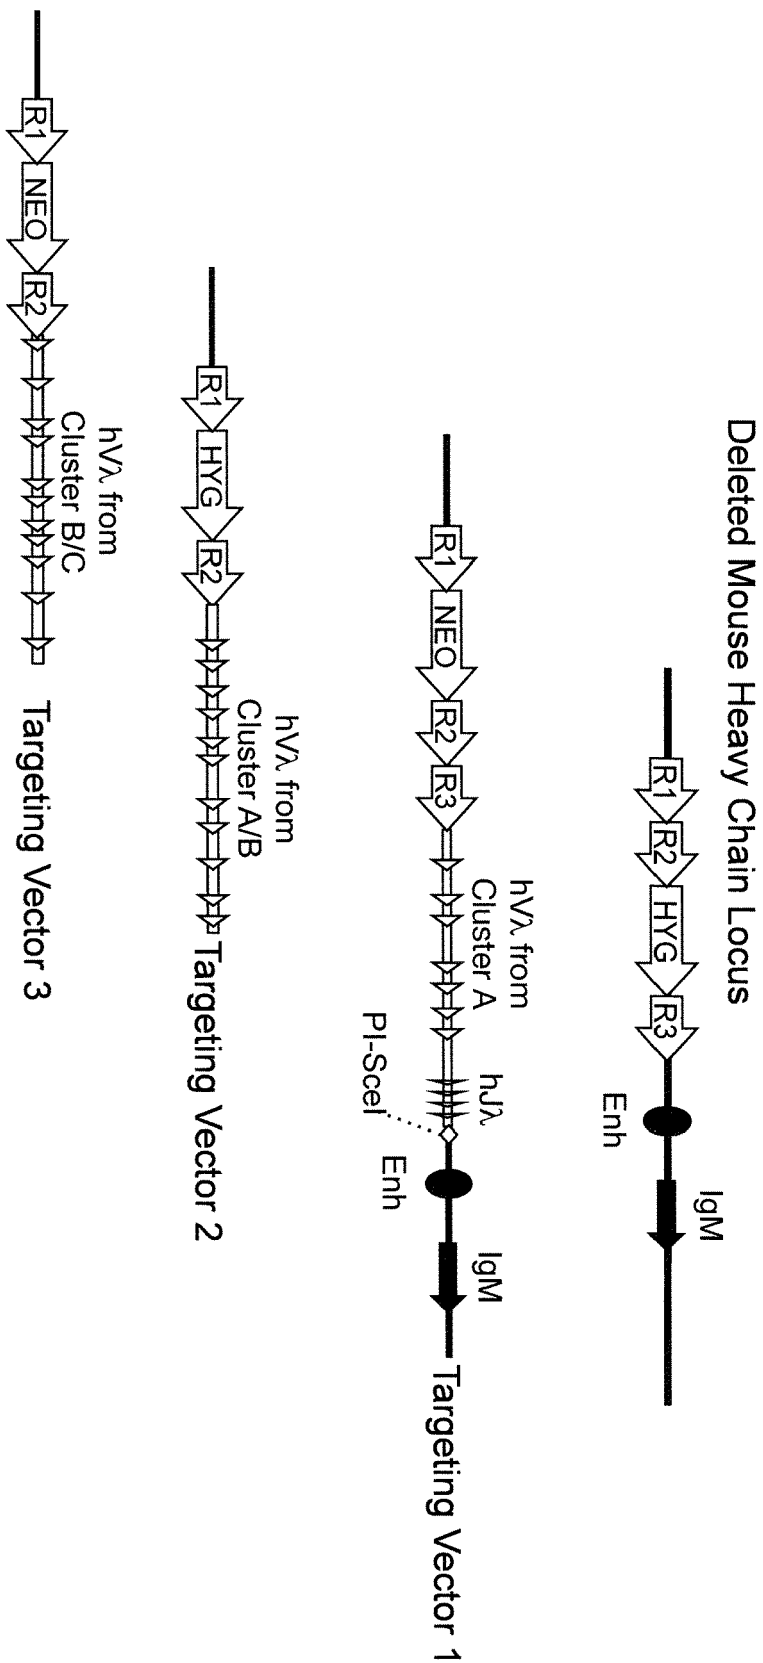 Deleted Mouse Heavy Chain Locus
R1
R2
HYG
R3
Enh
IgM
R1
NEO
R2
R3
hVλ from
Cluster A
hJλ
PI-SceI
Enh
IgM
Targeting Vector 1
R1
HYG
R2
hVλ from
Cluster A/B
Targeting Vector 2
R1
NEO
R2
hVλ from
Cluster B/C
Targeting Vector 3